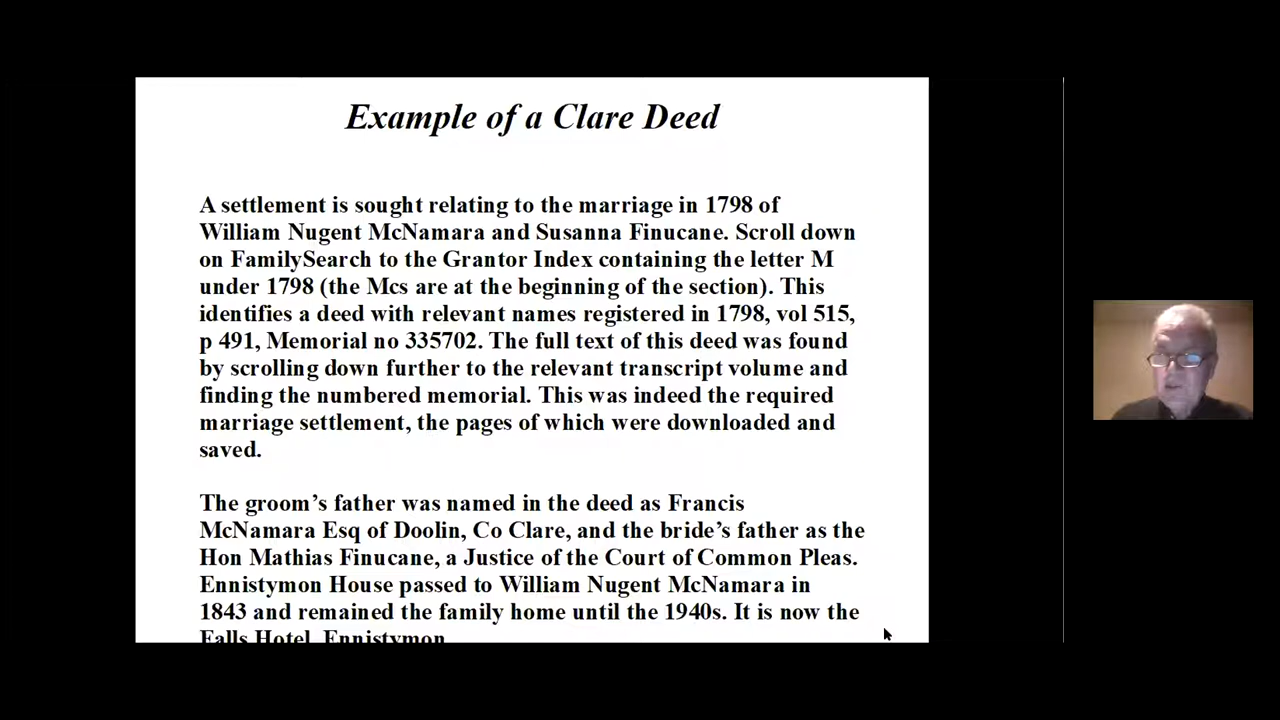 Example of a Clare Deed
A settlement is sought relating to the marriage in 1798 of
William Nugent McNamara and Susanna Finucane. Scroll down
on FamilySearch to the Grantor Index containing the letter M
under 1798 (the Mcs are at the beginning of the section). This
identifies a deed with relevant names registered in 1798, vol 515,
p 491, Memorial no 335702. The full text of this deed was found
by scrolling down further to the relevant transcript volume and
finding the numbered memorial. This was indeed the required
marriage settlement, the pages of which were downloaded and
saved.
The groom’s father was named in the deed as Francis
McNamara Esq of Doolin, Co Clare, and the bride’s father as the
Hon Mathias Finucane, a Justice of the Court of Common Pleas.
Ennistymon House passed to William Nugent McNamara in
1843 and remained the family home until the 1940s. It is now the
Falls Hotel, Ennistymon